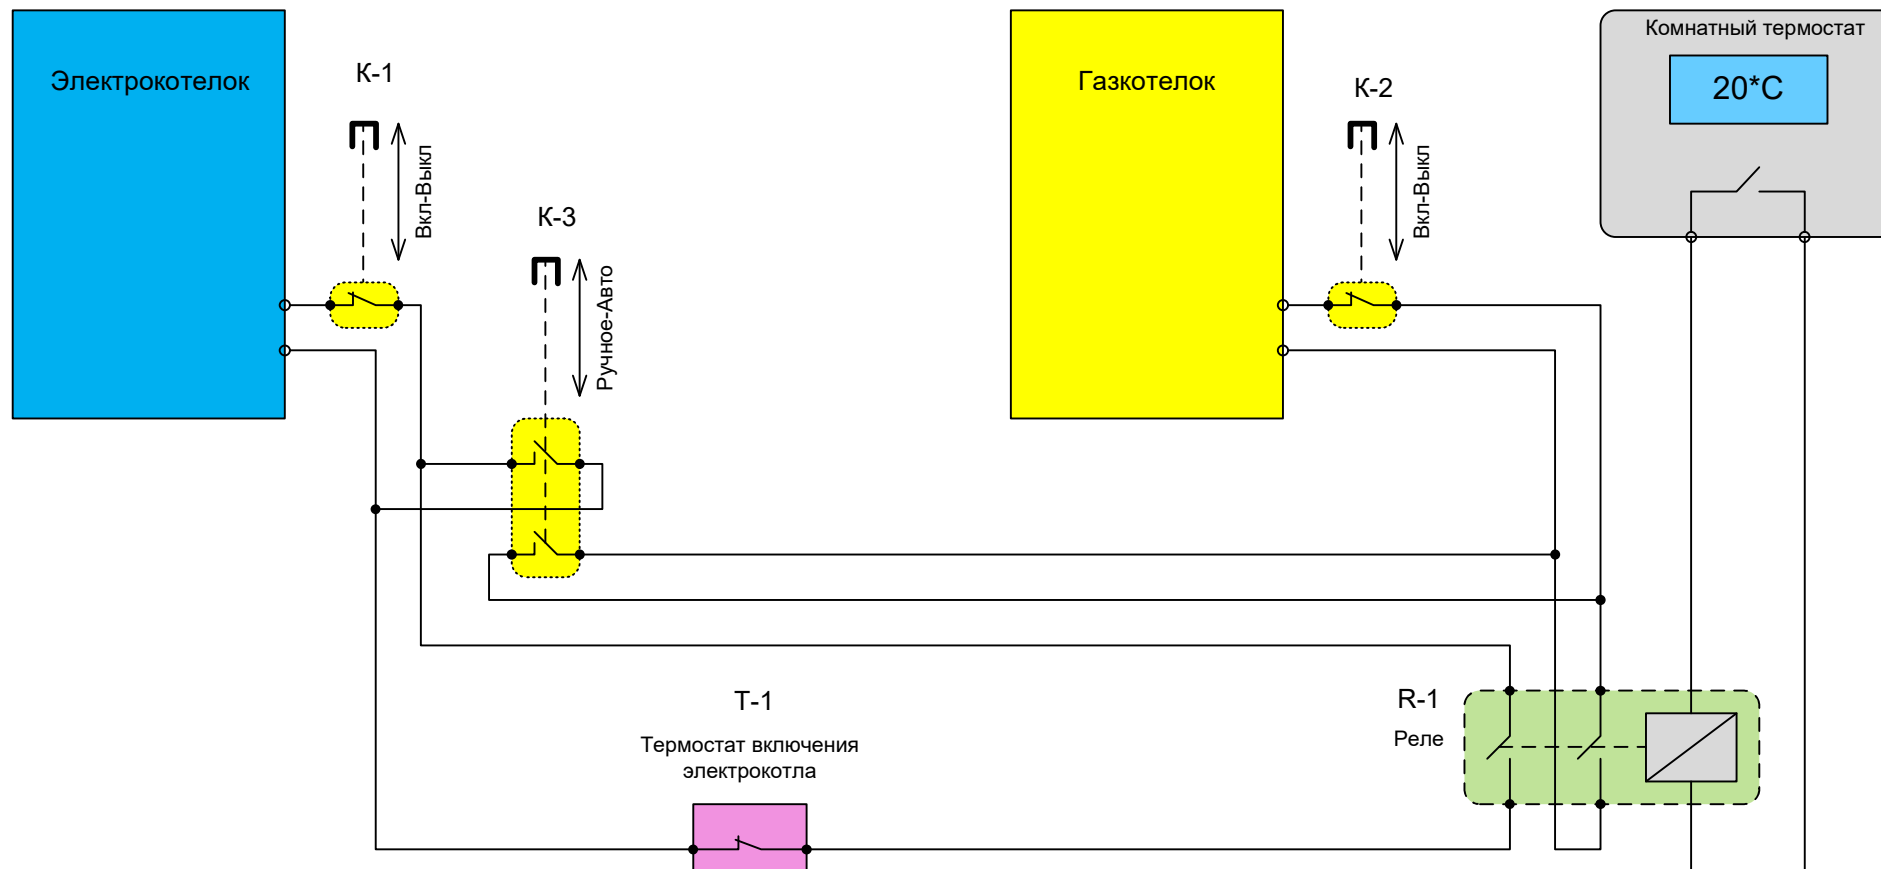 Электрокотелок
К-1
Вкл-Выкл
К-3
Ручное-Авто
Газкотелок
К-2
Вкл-Выкл
Комнатный термостат
20*C
Т-1
Термостат включения
электрокотла
R-1
Реле